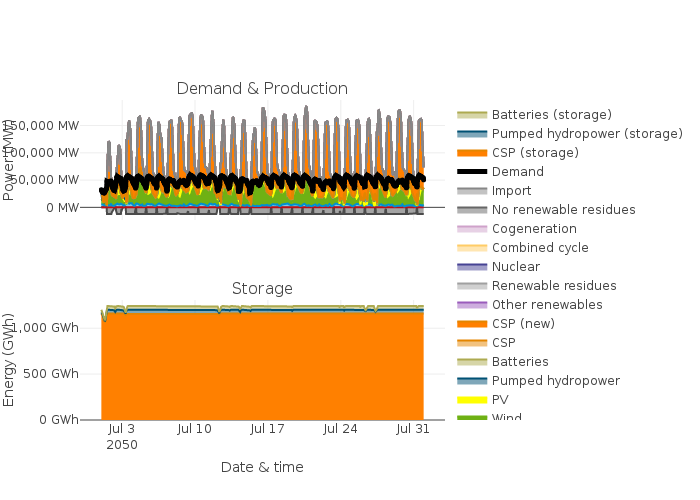 Demand & Production
150,000 MW
100,000 MW
50,000 MW
0 MW
Power (MW)
Storage
1,000 GWh
500 GWh
0 GWh
Energy (GWh)
Jul 3
2050
Jul 10
Jul 17
Jul 24
Jul 31
Date & time
Batteries (storage)
Pumped hydropower (storage)
CSP (storage)
Demand
Import
No renewable residues
Cogeneration
Combined cycle
Nuclear
Renewable residues
Other renewables
CSP (new)
CSP
Batteries
Pumped hydropower
PV
Wind